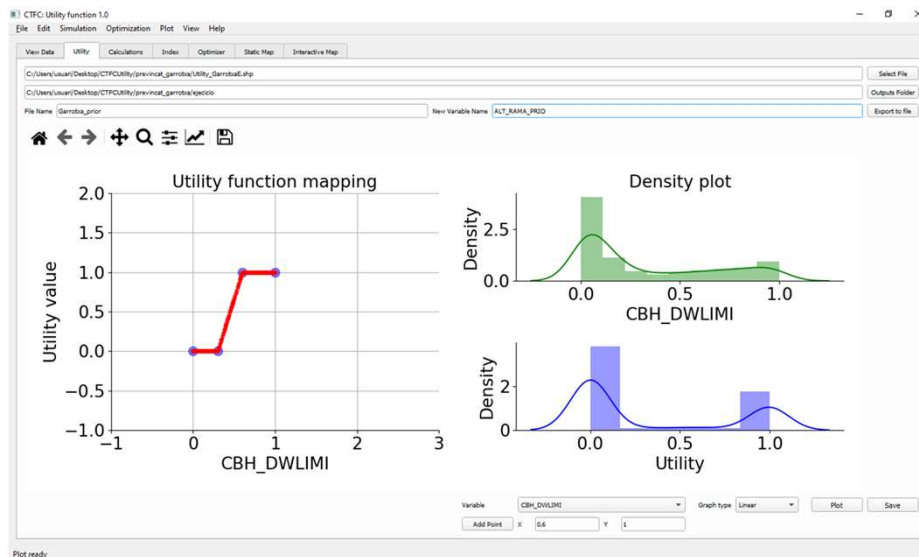 CTFC: Utility function 1.0
File Edit Simulation Optimization Plot View Help
View Data Utility Calculations Index Optimizer Static Map Interactive Map
C:/Users/usuari/Desktop/CTFCUtility/previncat_garrotxa/Utility_GarrotxaE.shp Select File
C:/Users/usuari/Desktop/CTFCUtility/previncat_garrotxa/ejecicio Outputs Folder
File Name Garrotxa_prior New Variable Name ALT_RAMA_PRIO Export to file
Utility function mapping
2.0
1.5
1.0
0.5
0.0
−0.5
−1.0
Utility value
−1 0 1 2 3
CBH_DWLIMI
Density plot
Density
2.5
0.0
0.0 0.5 1.0
CBH_DWLIMI
Density
2
0
0.0 0.5 1.0
Utility
Variable CBH_DWLIMI Graph type Linear Plot Save
Add Point X 0.6 Y 1
Plot ready